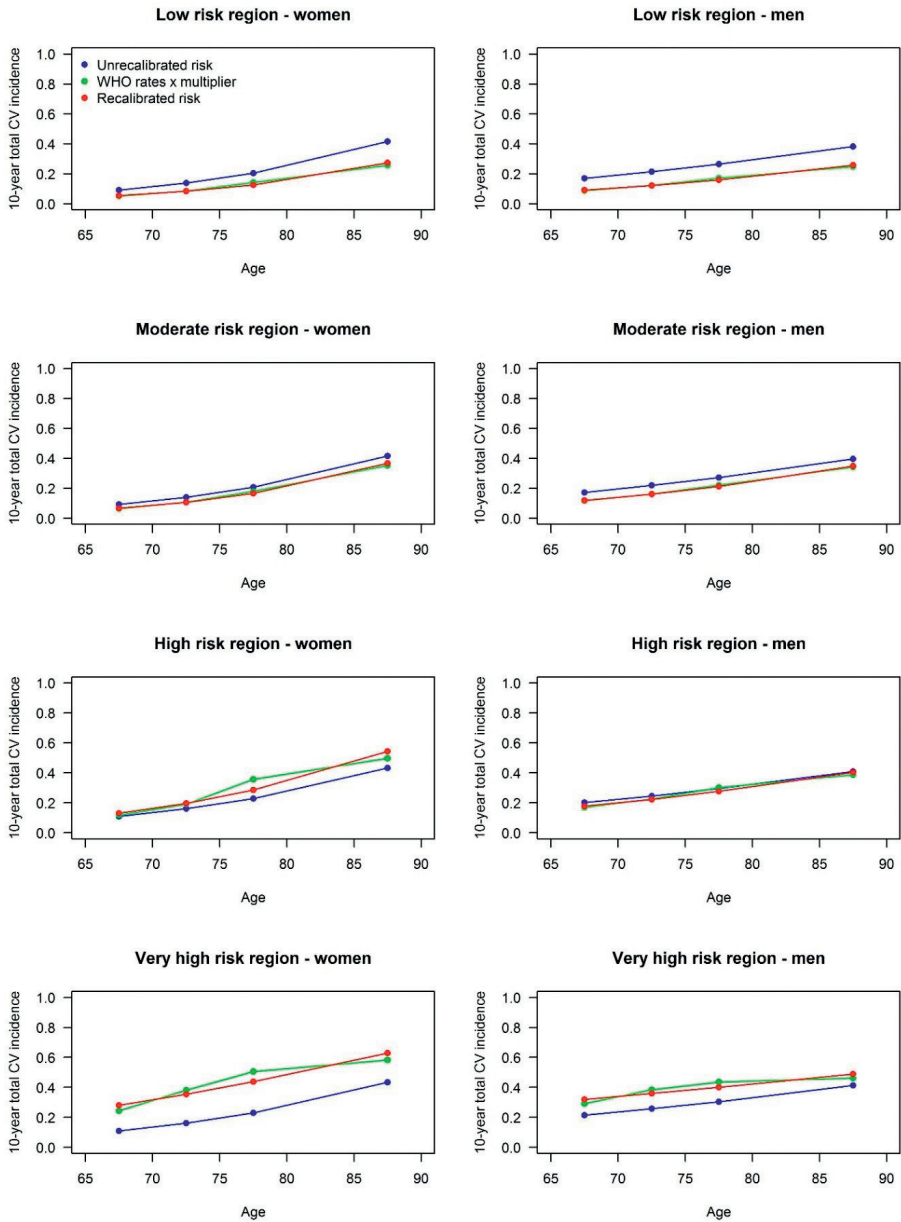 Low risk region - women
10-year total CV incidence
1.0
0.8
0.6
0.4
0.2
0.0
Unrecalibrated risk
WHO rates x multiplier
Recalibrated risk
65 70 75 80 85 90
Age
Low risk region - men
10-year total CV incidence
1.0
0.8
0.6
0.4
0.2
0.0
65 70 75 80 85 90
Age
Moderate risk region - women
10-year total CV incidence
1.0
0.8
0.6
0.4
0.2
0.0
65 70 75 80 85 90
Age
Moderate risk region - men
10-year total CV incidence
1.0
0.8
0.6
0.4
0.2
0.0
65 70 75 80 85 90
Age
High risk region - women
10-year total CV incidence
1.0
0.8
0.6
0.4
0.2
0.0
65 70 75 80 85 90
Age
High risk region - men
10-year total CV incidence
1.0
0.8
0.6
0.4
0.2
0.0
65 70 75 80 85 90
Age
Very high risk region - women
10-year total CV incidence
1.0
0.8
0.6
0.4
0.2
0.0
65 70 75 80 85 90
Age
Very high risk region - men
10-year total CV incidence
1.0
0.8
0.6
0.4
0.2
0.0
65 70 75 80 85 90
Age